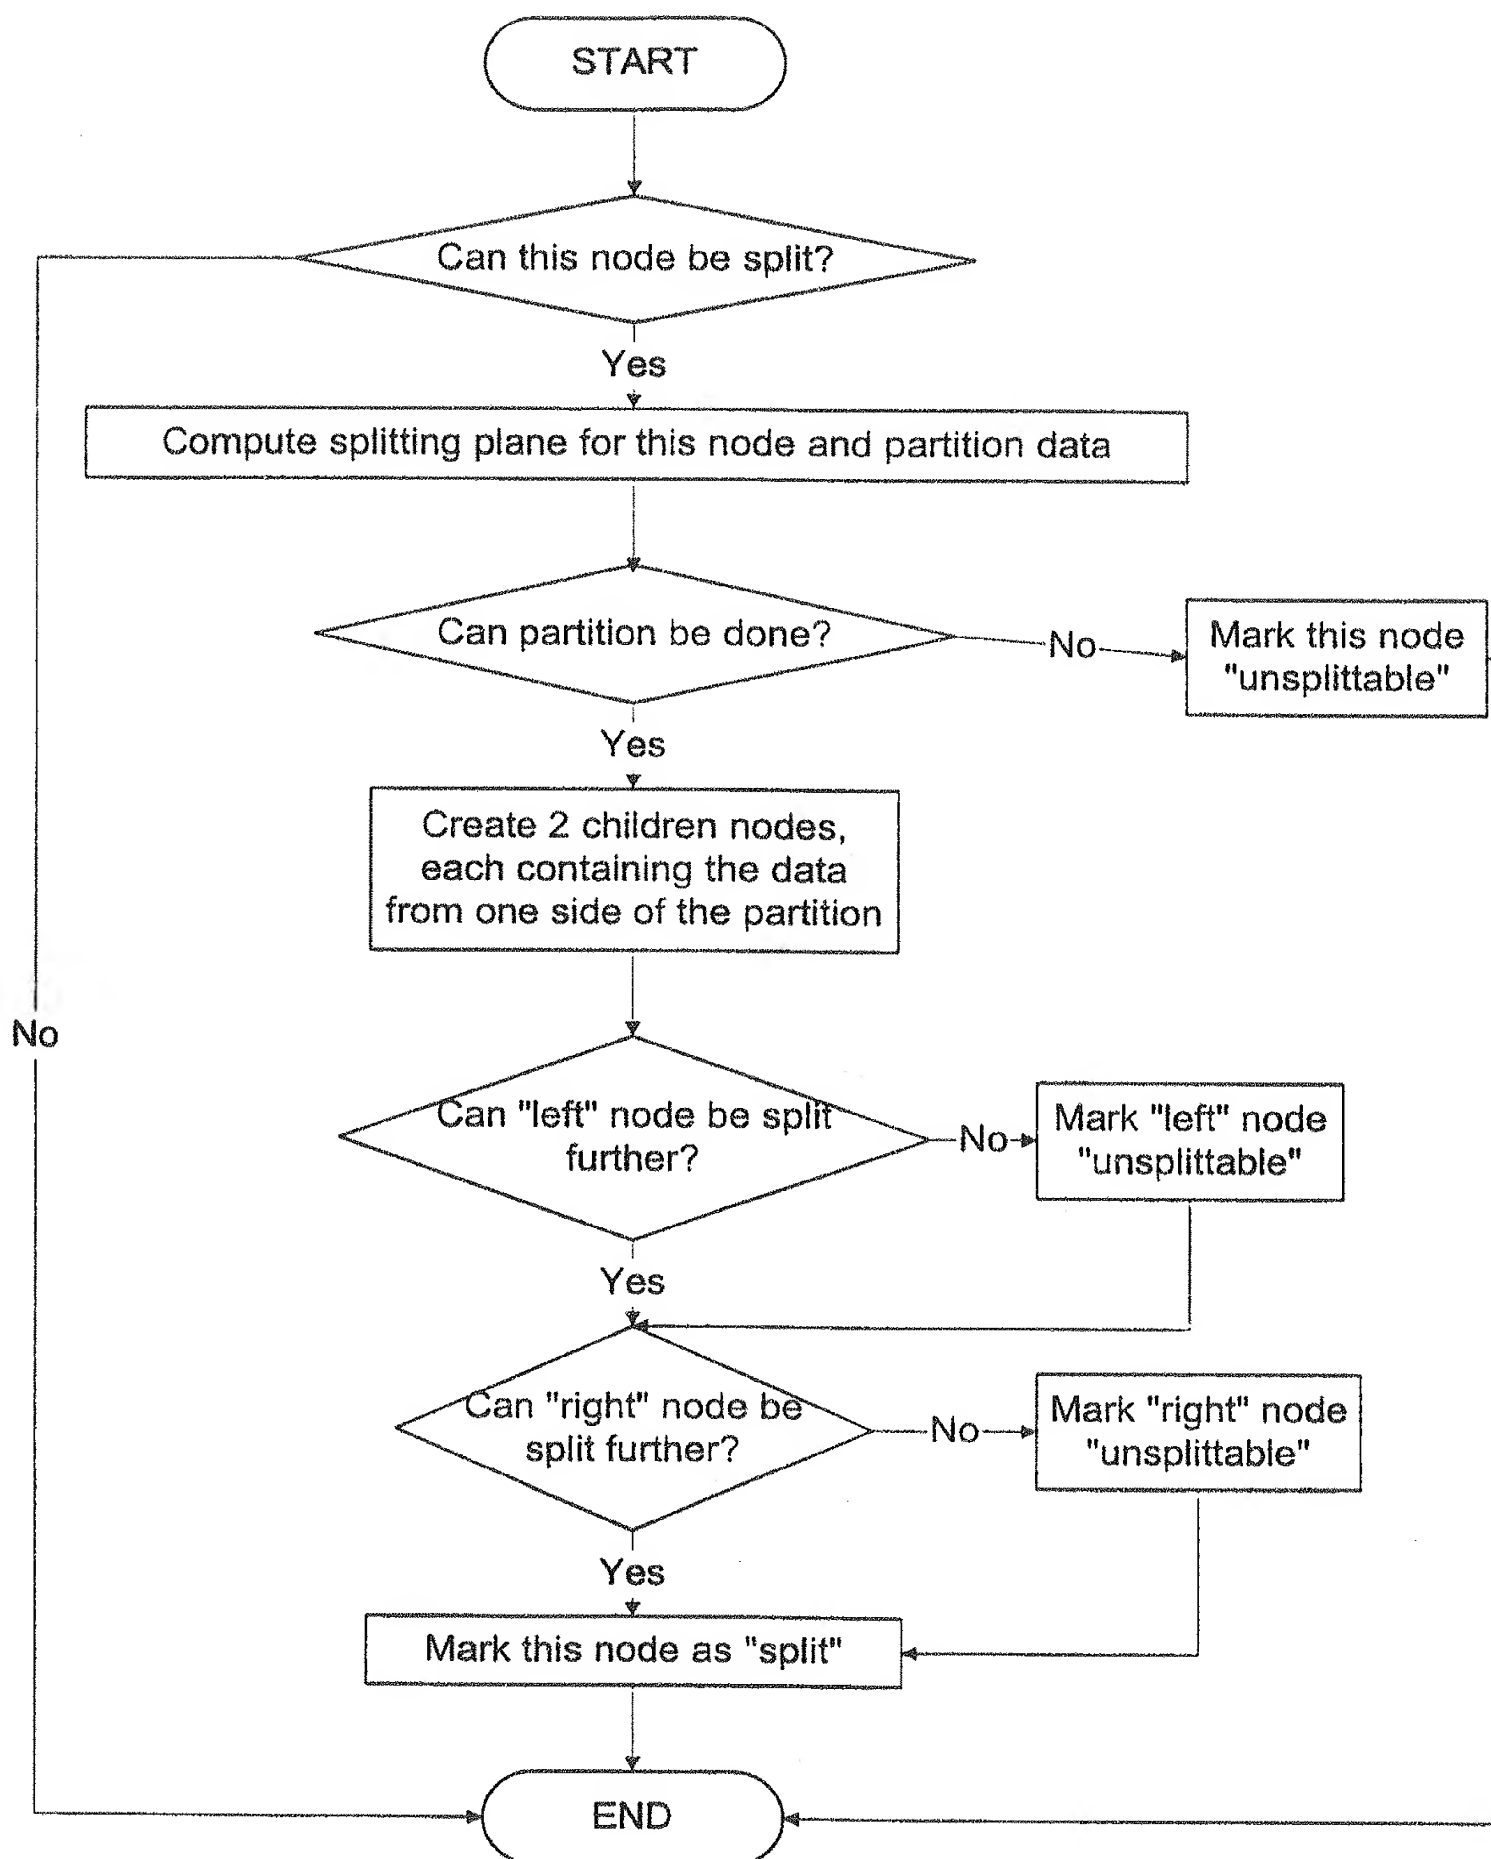 START
Can this node be split?
Yes
Compute splitting plane for this node and partition data
Can partition be done?
No
Mark this node
"unsplittable"
Yes
Create 2 children nodes,
each containing the data
from one side of the partition
No
Can "left" node be split
further?
No
Mark "left" node
"unsplittable"
Yes
Can "right" node be
split further?
No
Mark "right" node
"unsplittable"
Yes
Mark this node as "split"
END